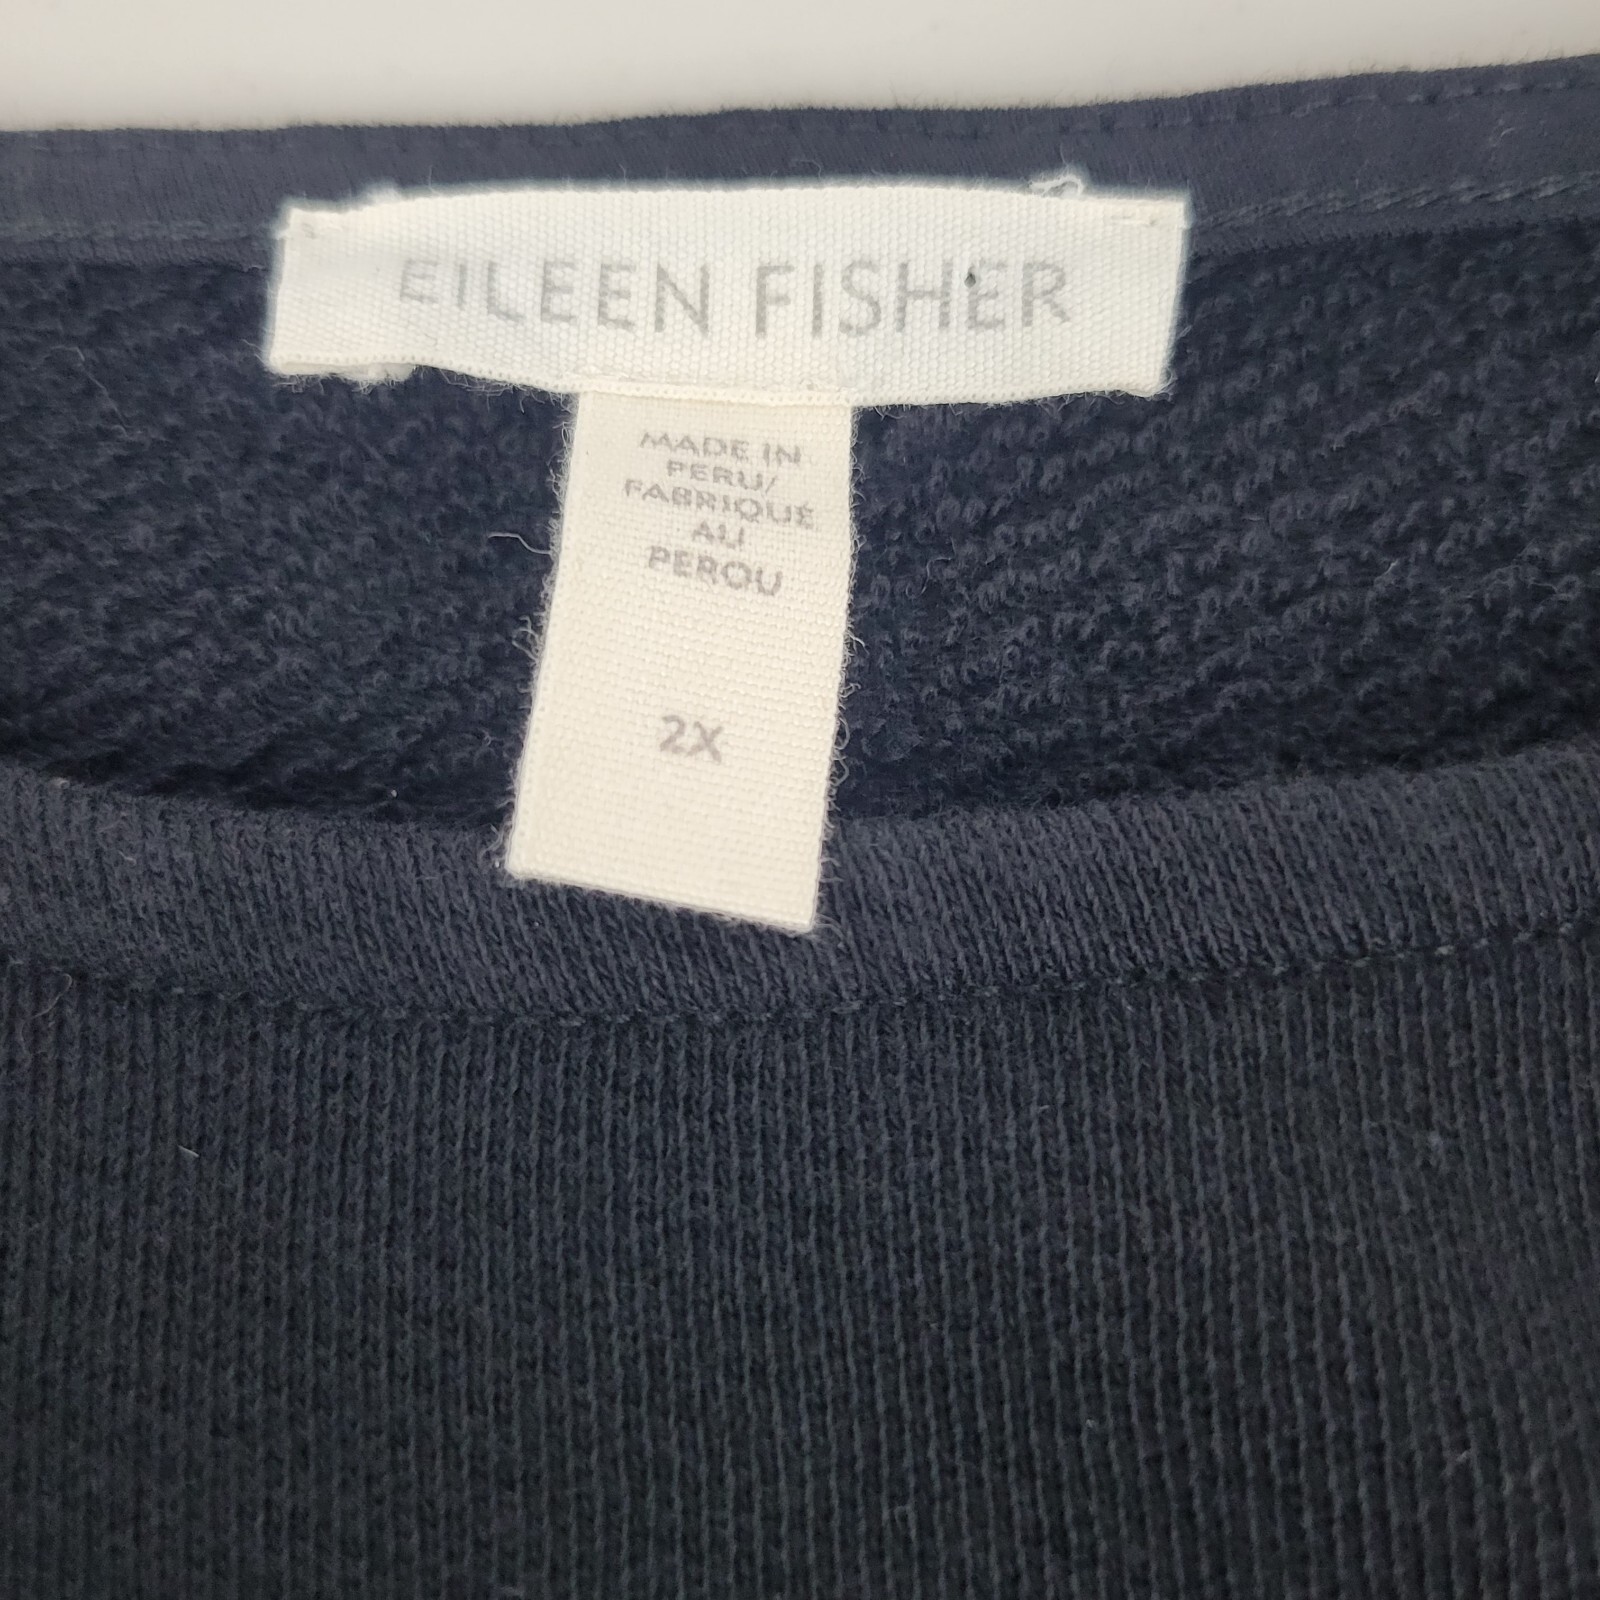 EILEEN FISHER
MADE IN
PERU/
FABRIQUÉ
AU
PEROU
2X